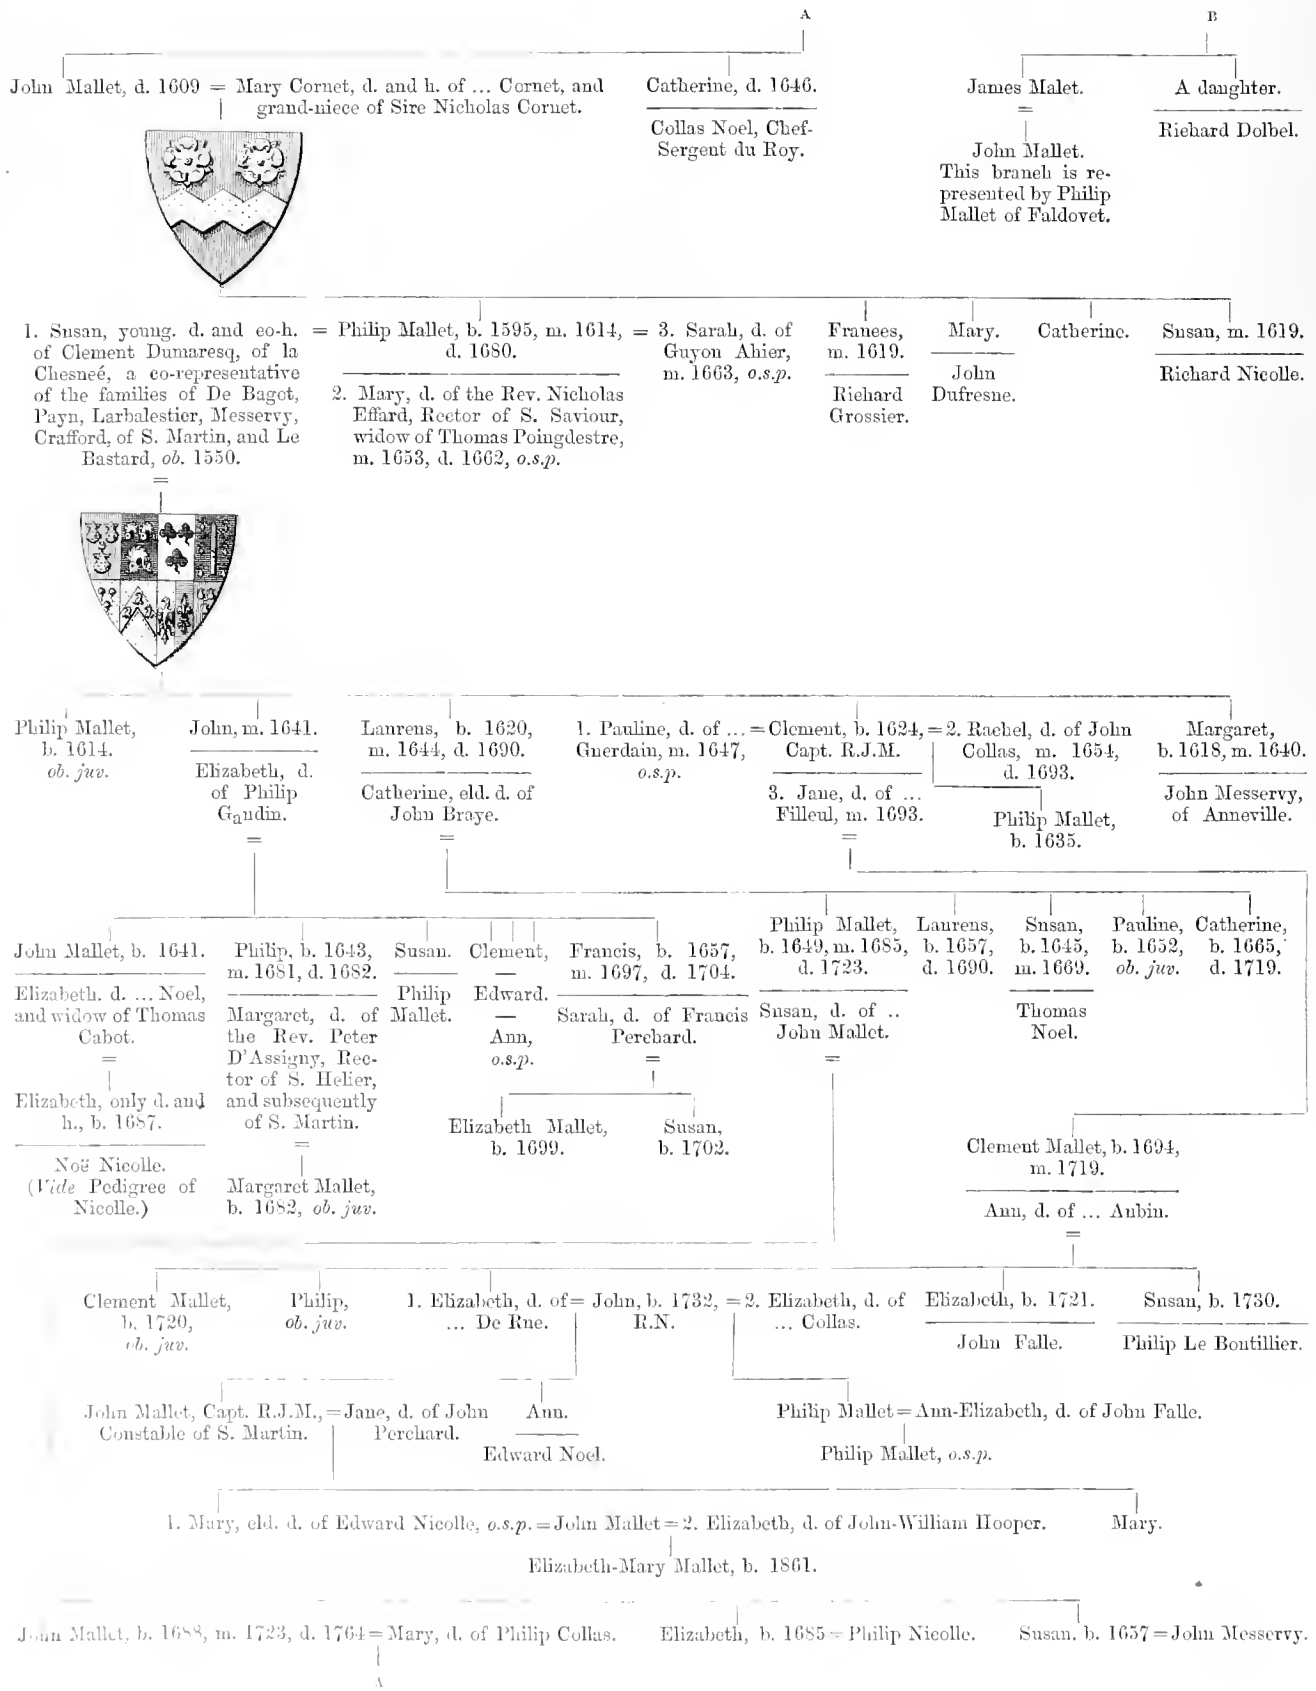 A
B
John Mallet, d. 1609 = Mary Cornet, d. and h. of ... Cornet, and
grand-niece of Sire Nicholas Cornet.
Catherine, d. 1646.
Collas Noel, Chef-
Sergent du Roy.
James Malet.
=
John Mallet.
This branch is re-
presented by Philip
Mallet of Faldovet.
A daughter.
Richard Dolbel.
1. Susan, young. d. and co-h.
of Clement Dumaresq, of la
Chesneé, a co-representative
of the families of De Bagot,
Payn, Larbalestier, Messervy,
Crafford, of S. Martin, and Le
Bastard, ob. 1550.
=
= Philip Mallet, b. 1595, m. 1614, =
d. 1680.
2. Mary, d. of the Rev. Nicholas
Effard, Rector of S. Saviour,
widow of Thomas Poingdestre,
m. 1653, d. 1662, o.s.p.
3. Sarah, d. of
Guyon Ahier,
m. 1663, o.s.p.
Frances,
m. 1619.
Richard
Grossier.
Mary.
John
Dufresne.
Catherine.
Susan, m. 1619.
Richard Nicolle.
Philip Mallet,
b. 1614.
ob. juv.
John, m. 1641.
Elizabeth, d.
of Philip
Gaudin.
=
Laurens, b. 1620,
m. 1644, d. 1690.
Catherine, eld. d. of
John Braye.
=
1. Pauline, d. of ...
Guerdain, m. 1647,
o.s.p.
= Clement, b. 1624, =
Capt. R.J.M.
3. Jane, d. of ...
Filleul, m. 1693.
=
2. Rachel, d. of John
Collas, m. 1654,
d. 1693.
Philip Mallet,
b. 1635.
Margaret,
b. 1618, m. 1640.
John Messervy,
of Anneville.
John Mallet, b. 1641.
Elizabeth. d. ... Noel,
and widow of Thomas
Cabot.
=
Elizabeth, only d. and
h., b. 1687.
Noë Nicolle.
(Vide Pedigree of
Nicolle.)
Philip, b. 1643,
m. 1681, d. 1682.
Margaret, d. of
the Rev. Peter
D'Assigny, Rec-
tor of S. Helier,
and subsequently
of S. Martin.
=
Margaret Mallet,
b. 1682, ob. juv.
Susan.
Philip
Mallet.
Clement,
—
Edward.
—
Ann,
o.s.p.
Francis, b. 1657,
m. 1697, d. 1704.
Sarah, d. of Francis
Perchard.
=
Elizabeth Mallet,
b. 1699.
Susan,
b. 1702.
Philip Mallet,
b. 1649, m. 1685,
d. 1723.
Susan, d. of ..
John Mallet.
=
Laurens,
b. 1657,
d. 1690.
Susan,
b. 1645,
m. 1669.
Thomas
Noel.
Pauline,
b. 1652,
ob. juv.
Catherine,
b. 1665,
d. 1719.
Clement Mallet, b. 1694,
m. 1719.
Ann, d. of ... Aubin.
=
Clement Mallet,
b. 1720,
ob. juv.
Philip,
ob. juv.
1. Elizabeth, d. of
... De Rue.
= John, b. 1732, =
R.N.
2. Elizabeth, d. of
... Collas.
Elizabeth, b. 1721.
John Falle.
Susan, b. 1730.
Philip Le Boutillier.
John Mallet, Capt. R.J.M., = Jane, d. of John
Constable of S. Martin. Perchard.
Ann.
Edward Noel.
Philip Mallet = Ann-Elizabeth, d. of John Falle.
Philip Mallet, o.s.p.
1. Mary, eld. d. of Edward Nicolle, o.s.p. = John Mallet = 2. Elizabeth, d. of John-William Hooper.
Mary.
Elizabeth-Mary Mallet, b. 1861.
John Mallet, b. 1688, m. 1723, d. 1764 = Mary, d. of Philip Collas.
Elizabeth, b. 1685 = Philip Nicolle.
Susan, b. 1657 = John Messervy.
A